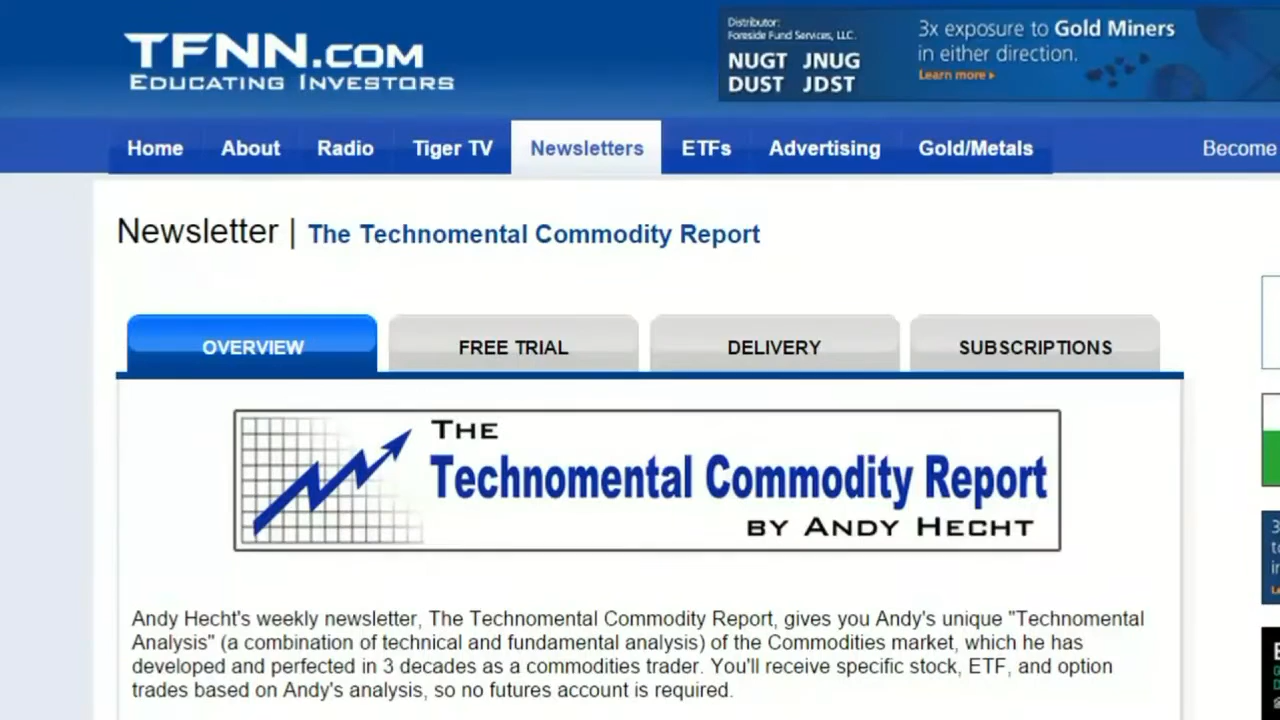 TFNN.COM
EDUCATING INVESTORS
Distributor:
Foreside Fund Services, LLC.
NUGT JNUG
DUST JDST
3x exposure to Gold Miners
in either direction.
Learn more
Home About Radio Tiger TV Newsletters ETFs Advertising Gold/Metals Become
Newsletter | The Technomental Commodity Report
OVERVIEW FREE TRIAL DELIVERY SUBSCRIPTIONS
THE
Technomental Commodity Report
BY ANDY HECHT
Andy Hecht's weekly newsletter, The Technomental Commodity Report, gives you Andy's unique "Technomental
Analysis" (a combination of technical and fundamental analysis) of the Commodities market, which he has
developed and perfected in 3 decades as a commodities trader. You'll receive specific stock, ETF, and option
trades based on Andy's analysis, so no futures account is required.